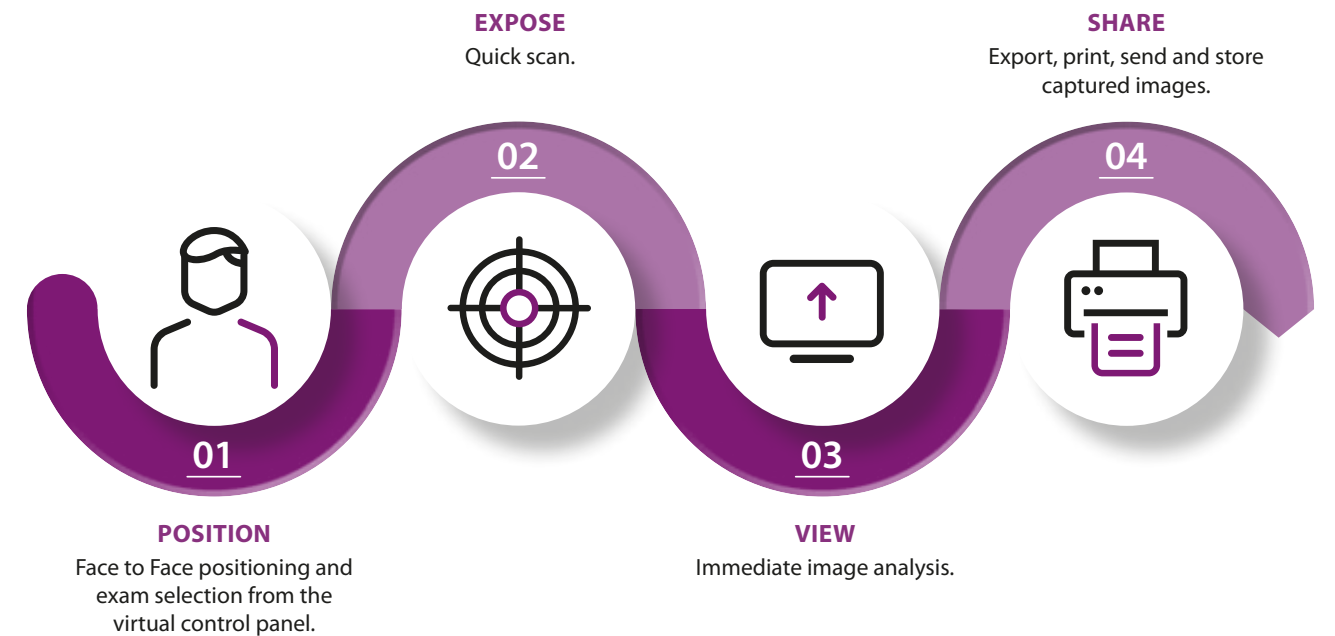 01
POSITION
Face to Face positioning and
exam selection from the
virtual control panel.
EXPOSE
Quick scan.
02
03
VIEW
Immediate image analysis.
SHARE
Export, print, send and store
captured images.
04